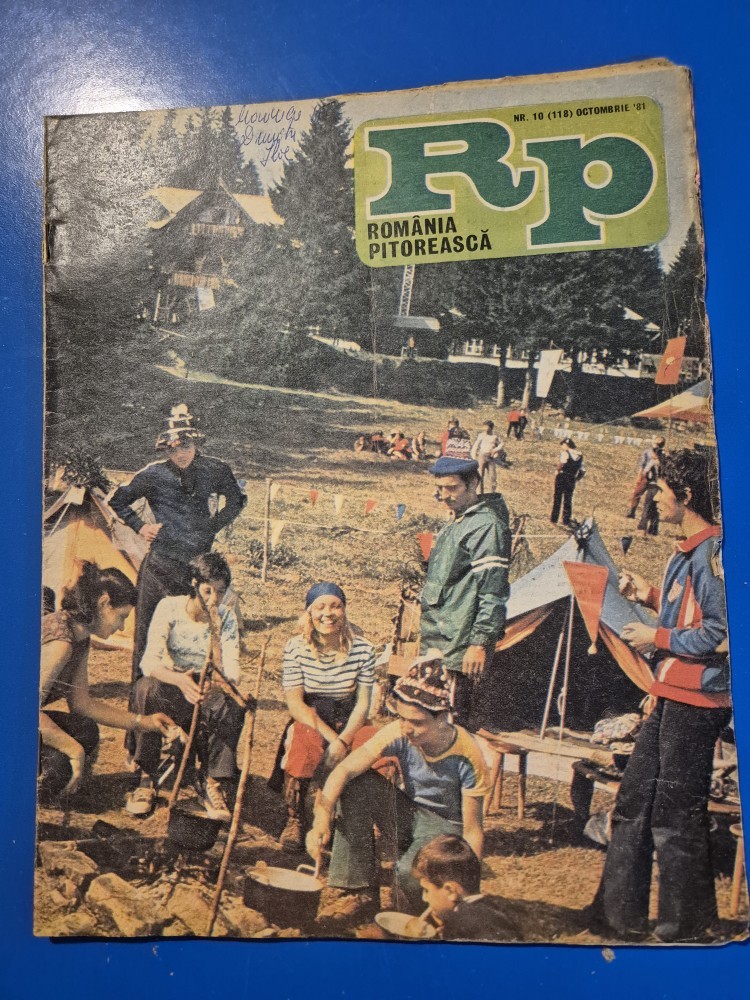 NR. 10 (118) OCTOMBRIE '81
Rp
ROMÂNIA
PITOREASCĂ